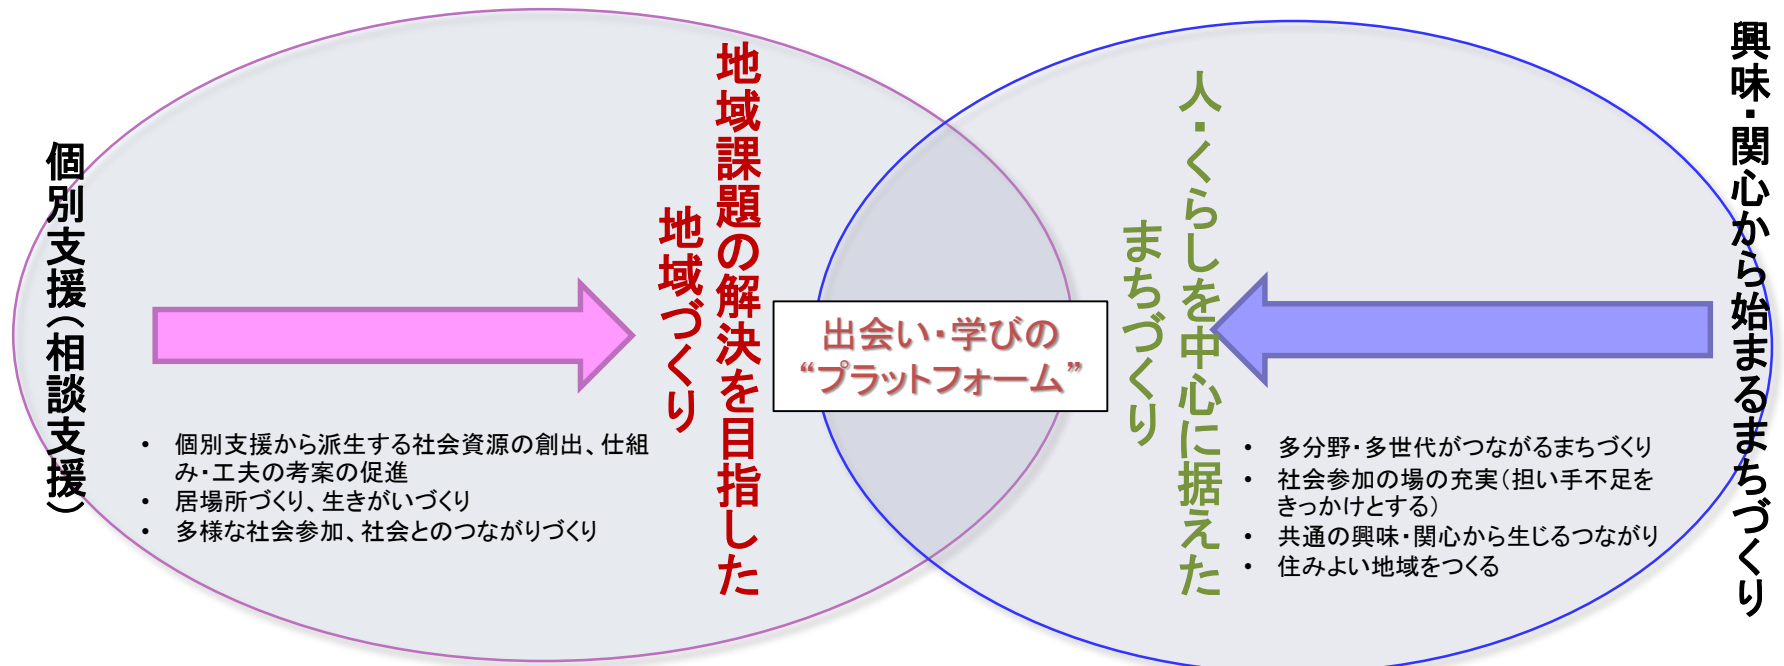 個別支援（相談支援）
地域課題の解決を目指した
地域づくり
• 個別支援から派生する社会資源の創出、仕組
み・工夫の考案の促進
• 居場所づくり、生きがいづくり
• 多様な社会参加、社会とのつながりづくり
出会い・学びの
“プラットフォーム”
人・くらしを中心に据えた
まちづくり
• 多分野・多世代がつながるまちづくり
• 社会参加の場の充実（担い手不足を
きっかけとする）
• 共通の興味・関心から生じるつながり
• 住みよい地域をつくる
興味・関心から始まるまちづくり